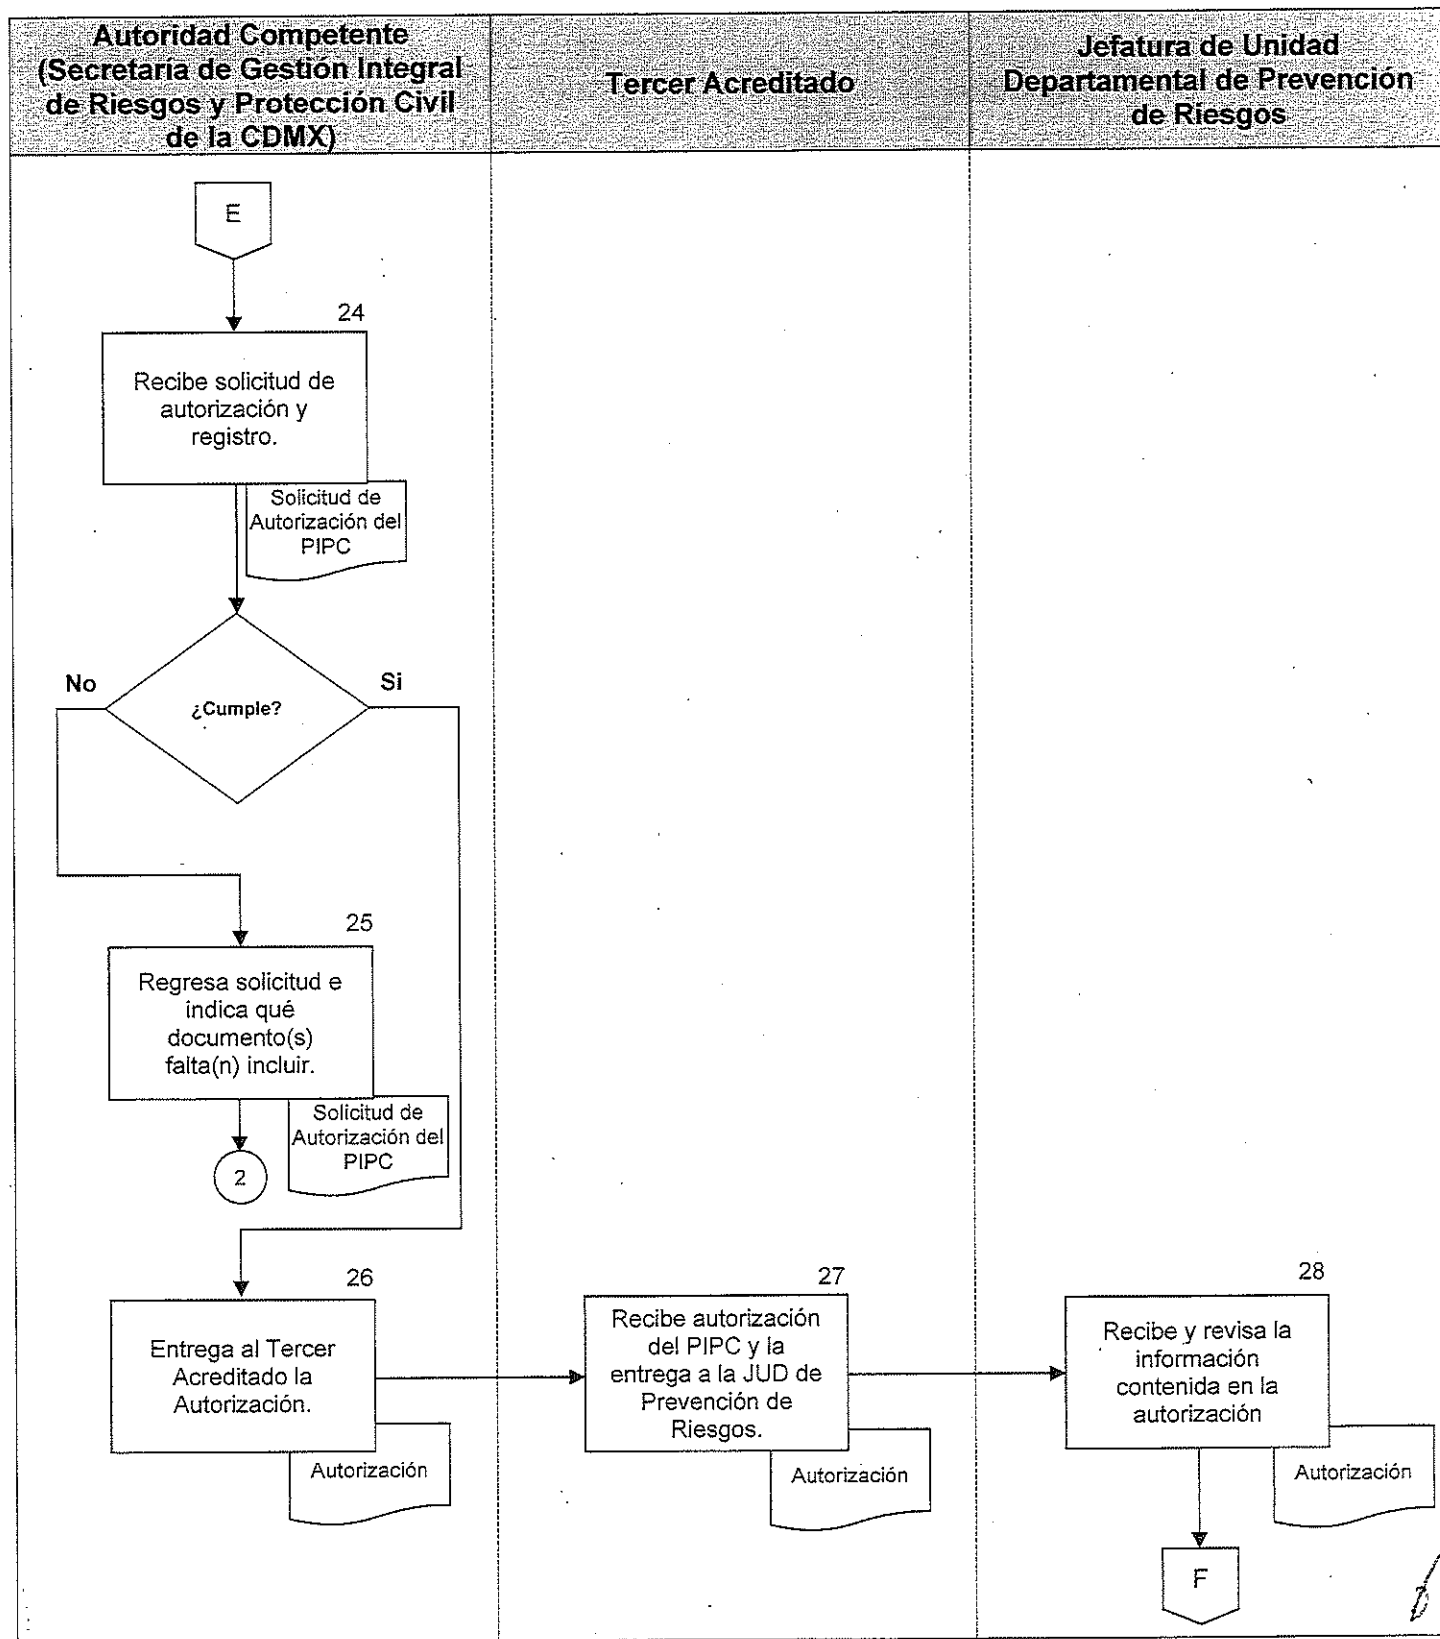 Autoridad Competente
(Secretaría de Gestión Integral
de Riesgos y Protección Civil
de la CDMX)
Tercer Acreditado
Jefatura de Unidad
Departamental de Prevención
de Riesgos
E
24
Recibe solicitud de
autorización y
registro.
Solicitud de
Autorización del
PIPC
No
Si
¿Cumple?
25
Regresa solicitud e
indica qué
documento(s)
falta(n) incluir.
Solicitud de
Autorización del
PIPC
2
26
Entrega al Tercer
Acreditado la
Autorización.
Autorización
27
Recibe autorización
del PIPC y la
entrega a la JUD de
Prevención de
Riesgos.
Autorización
28
Recibe y revisa la
información
contenida en la
autorización
Autorización
F